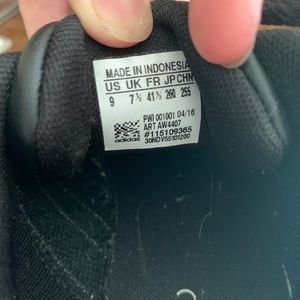 MADE IN INDONESIA
US UK FR JP CHN
9 7½ 41⅓ 260 255
PWI 001001 04/16
ART AW4407
#115109365
30NDV55101200
adidas